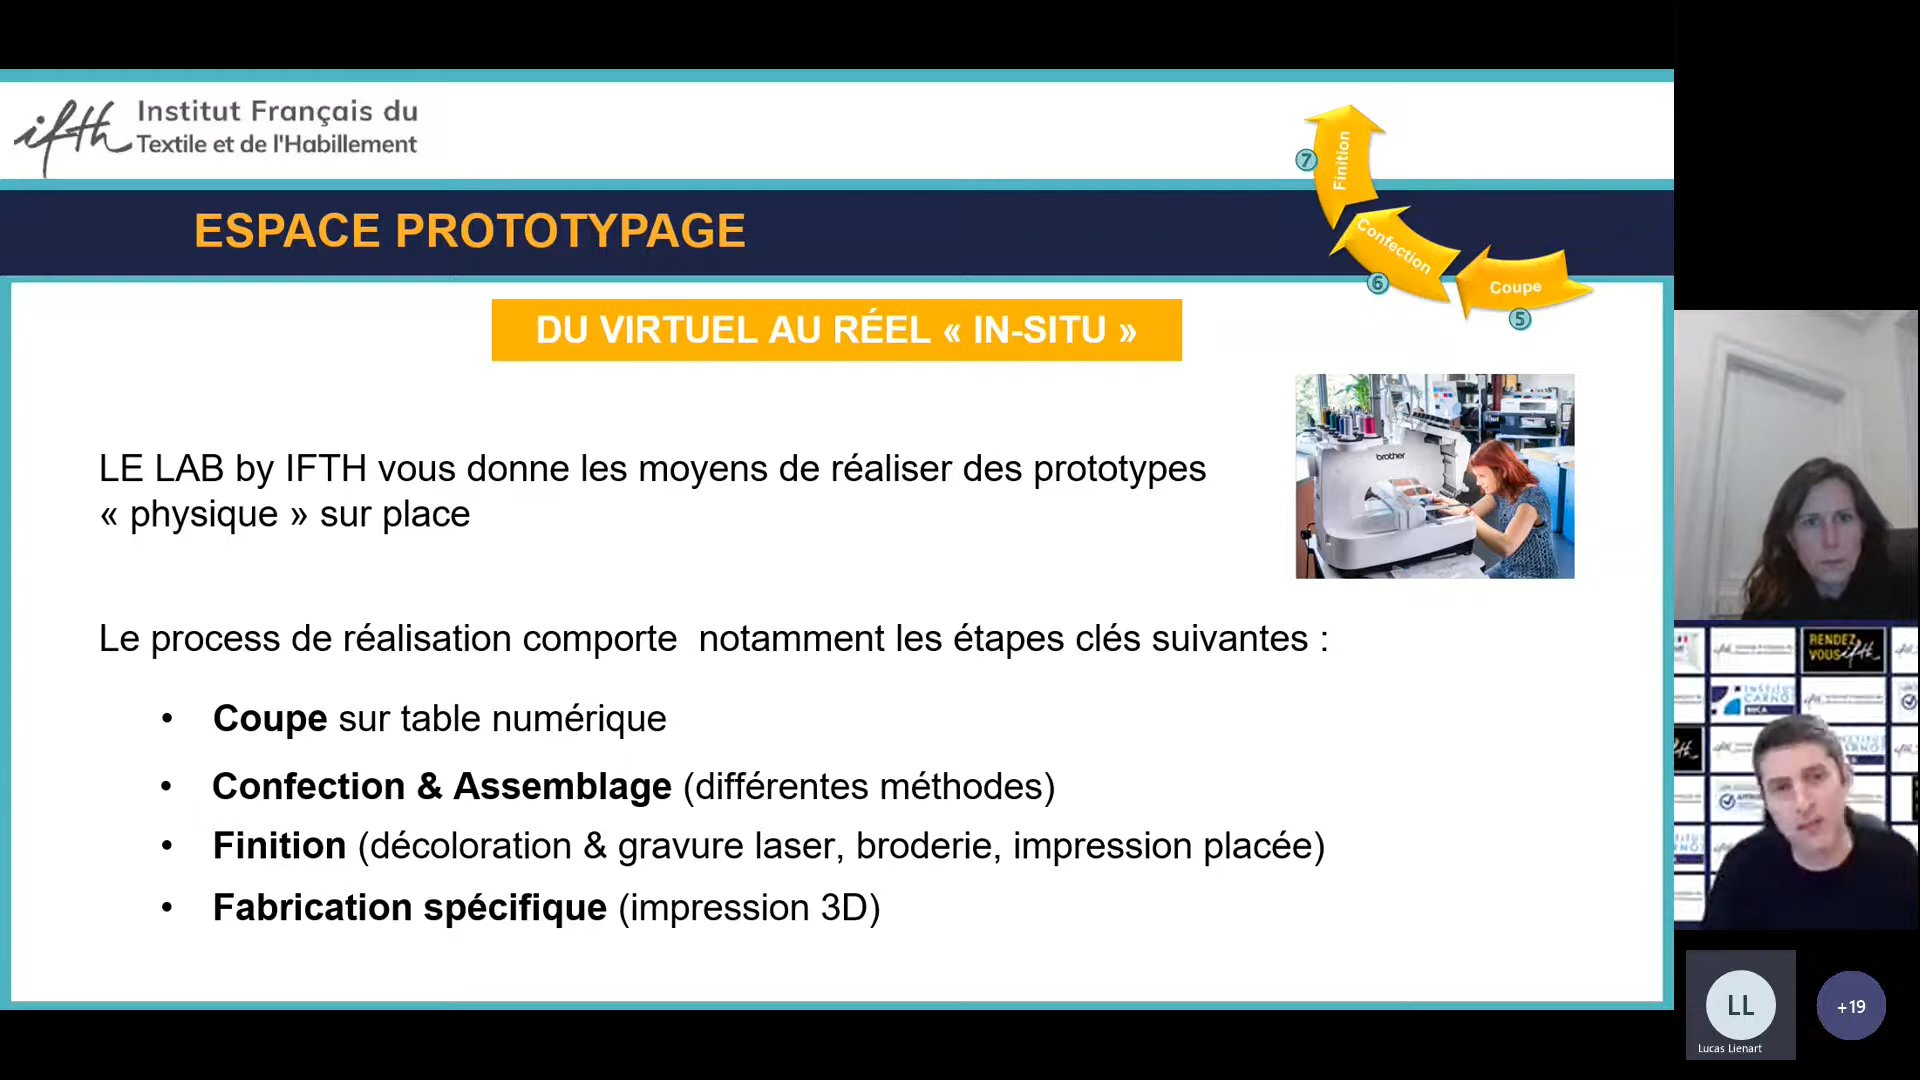 ifth Institut Français du
Textile et de l'Habillement
7
Finition
ESPACE PROTOTYPAGE
Confection
6
Coupe
5
DU VIRTUEL AU RÉEL « IN-SITU »
brother
LE LAB by IFTH vous donne les moyens de réaliser des prototypes
« physique » sur place
Le process de réalisation comporte  notamment les étapes clés suivantes :
• Coupe sur table numérique
• Confection & Assemblage (différentes méthodes)
• Finition (décoloration & gravure laser, broderie, impression placée)
• Fabrication spécifique (impression 3D)
RENDEZ
VOUS ifth
LL
Lucas Lienart
+19